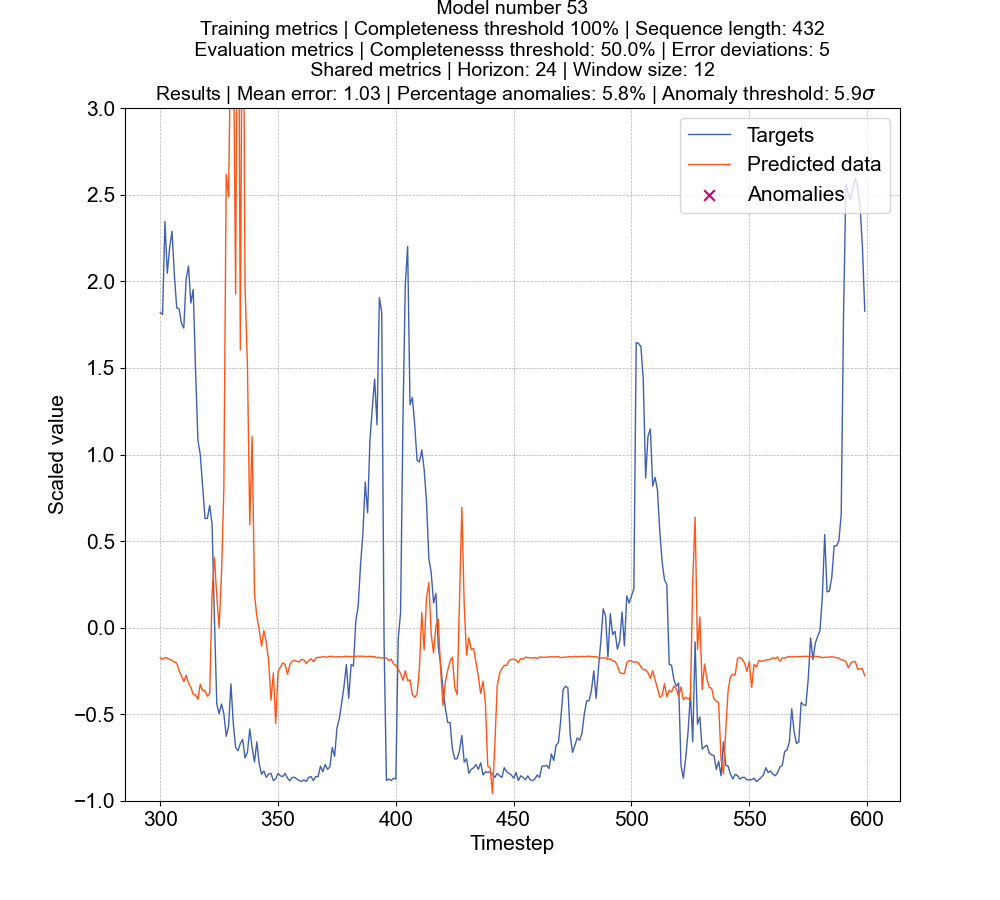 Model number 53
Training metrics | Completeness threshold 100% | Sequence length: 432
Evaluation metrics | Completenesss threshold: 50.0% | Error deviations: 5
Shared metrics | Horizon: 24 | Window size: 12
Results | Mean error: 1.03 | Percentage anomalies: 5.8% | Anomaly threshold: 5.9σ
Targets
Predicted data
Anomalies
Scaled value
3.0
2.5
2.0
1.5
1.0
0.5
0.0
−0.5
−1.0
300 350 400 450 500 550 600
Timestep